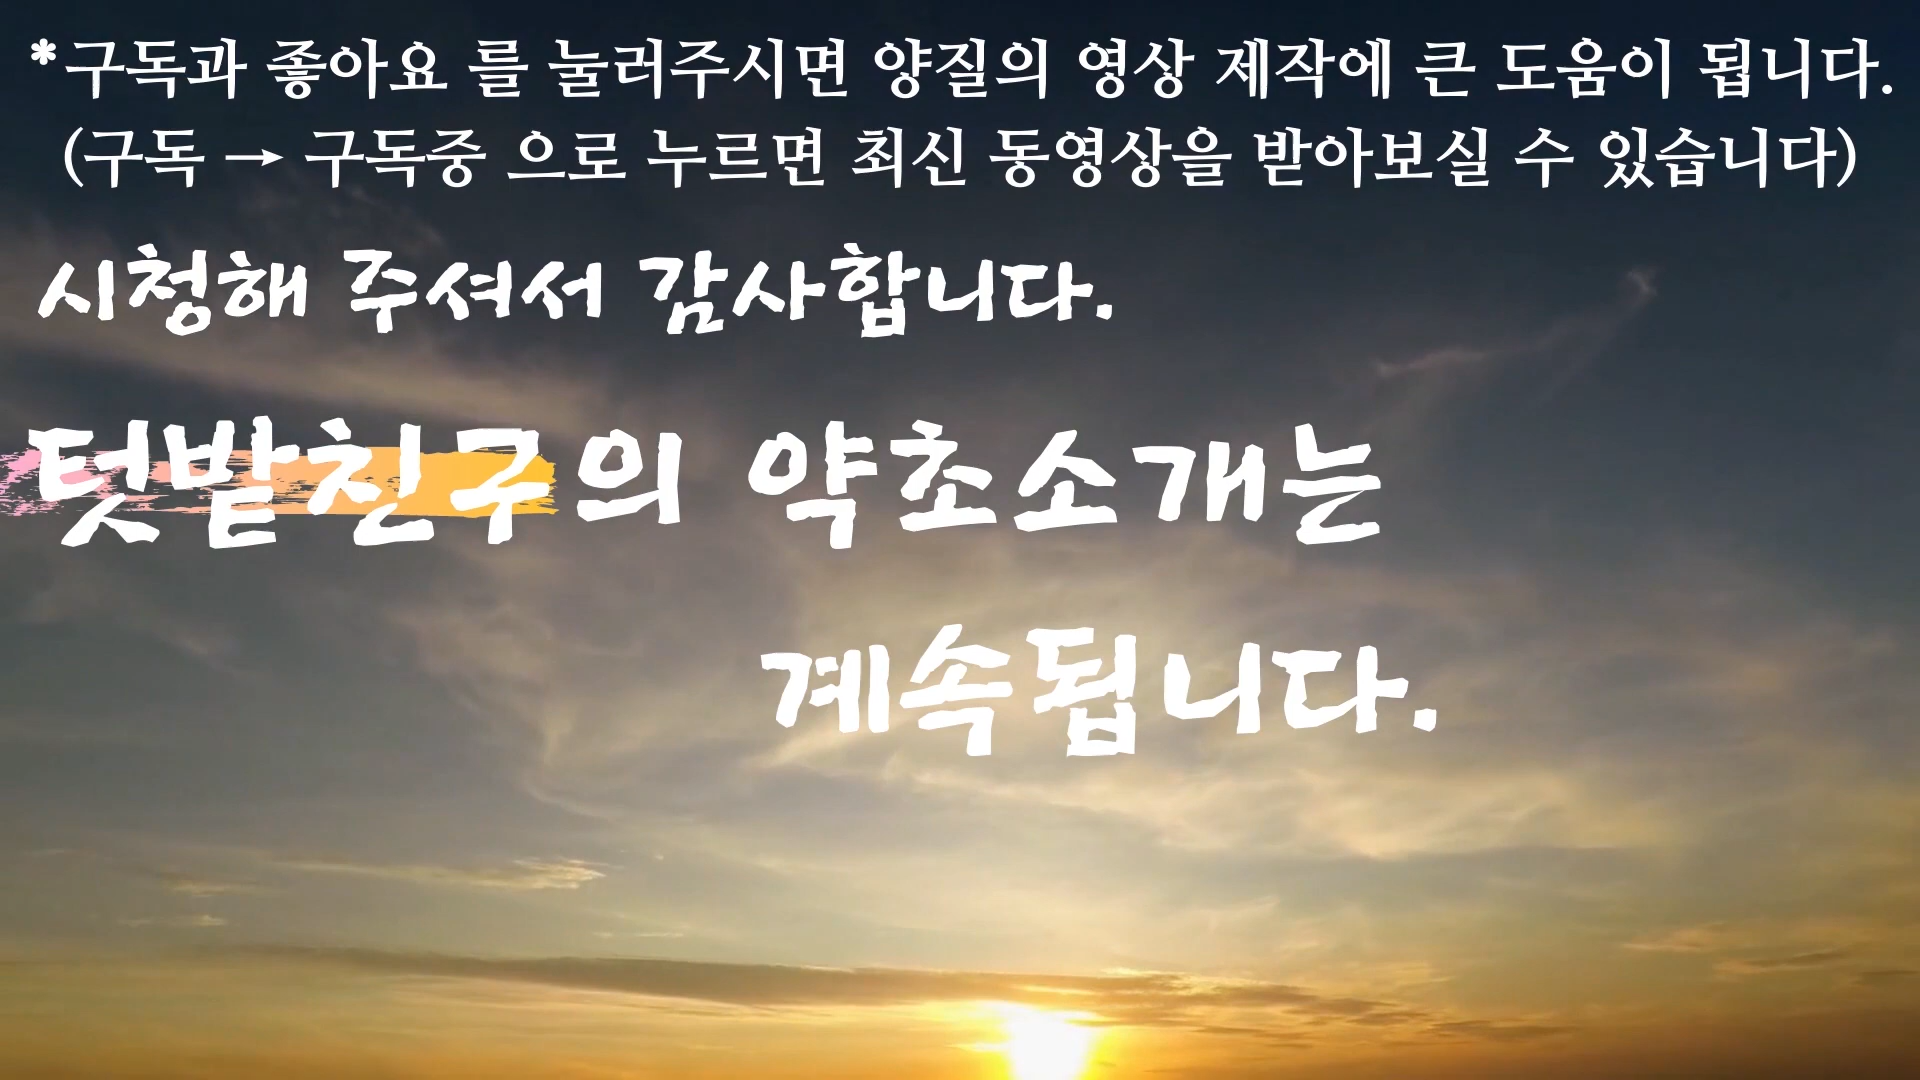 *구독과 좋아요 를 눌러주시면 양질의 영상 제작에 큰 도움이 됩니다.
(구독 → 구독중 으로 누르면 최신 동영상을 받아보실 수 있습니다)
시청해 주셔서 감사합니다.
텃밭친구의 약초소개는
계속됩니다.